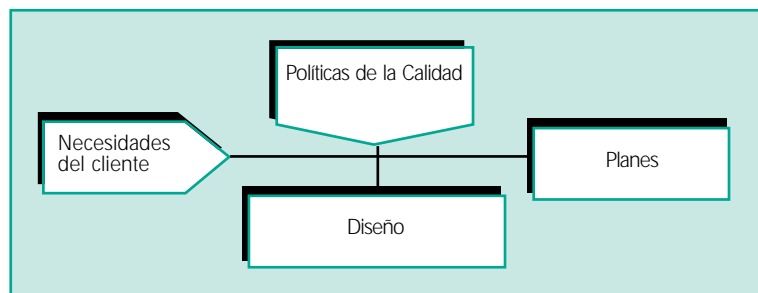 Políticas de la Calidad
Necesidades
del cliente
Planes
Diseño